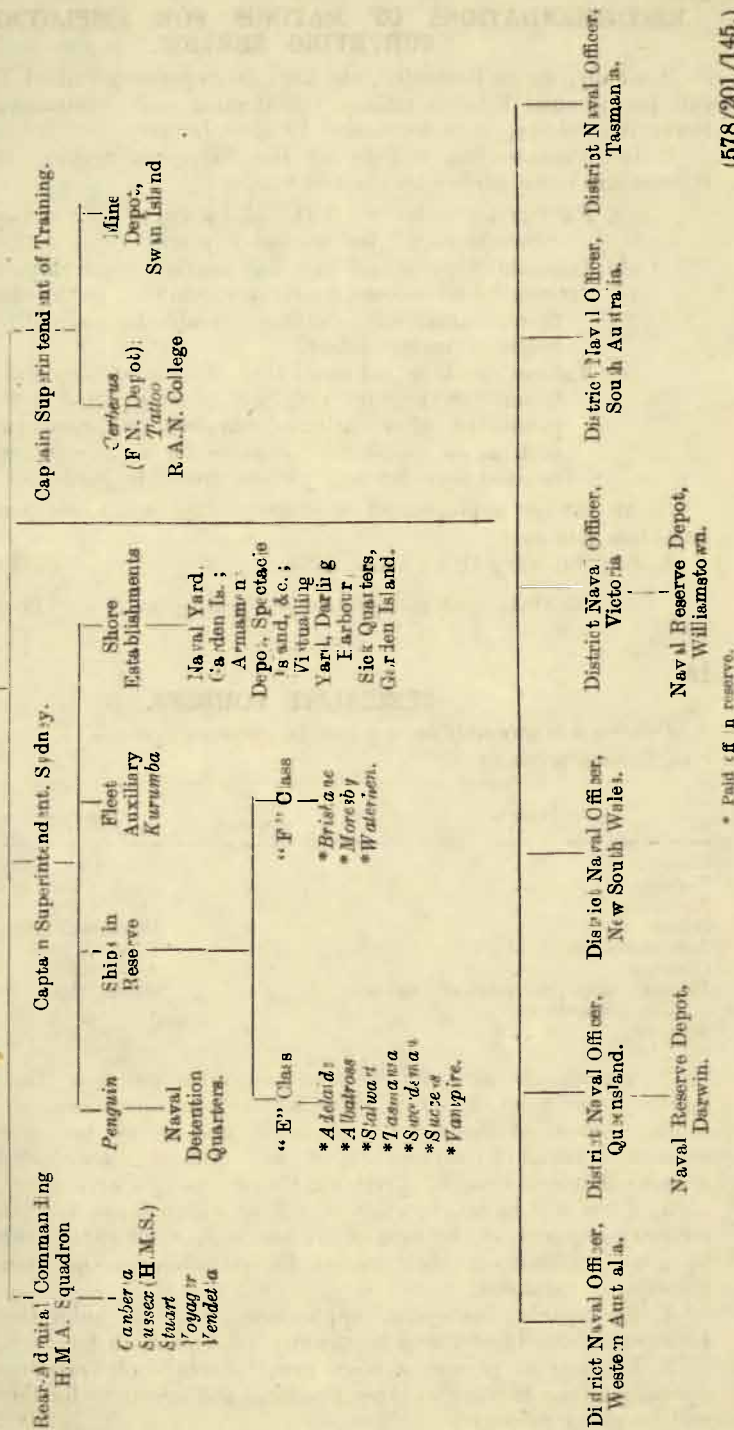 Rear-Admiral Commanding
H.M.A. Squadron
Canberra
Sussex (H.M.S.)
Stuart
Voyager
Vendetta
Captain Superintendent, Sydney.
Penguin
Naval
Detention
Quarters.
Ships in
Reserve
"E" Class
*Adelaide
*Albatross
*Stalwart
*Tasmania
*Swordsman
*Success
*Vampire.
"F" Class
*Brisbane
*Moresby
*Waterhen.
Fleet
Auxiliary
Kurumba
Shore
Establishments
Naval Yard,
Garden Is.;
Armament
Depot, Spectacle
Island, &c.;
Victualling
Yard, Darling
Harbour,
Sick Quarters,
Garden Island.
Captain Superintendent of Training.
Cerberus
(F.N. Depot);
Tattoo
R.A.N. College
Mine
Depot,
Swan Island
District Naval Officer,
Western Australia.
District Naval Officer,
Queensland.
Naval Reserve Depot,
Darwin.
District Naval Officer,
New South Wales.
District Naval Officer,
Victoria
Naval Reserve Depot,
Williamstown.
District Naval Officer,
South Australia.
District Naval Officer,
Tasmania.
* Paid off in reserve.
(578/201/145.)